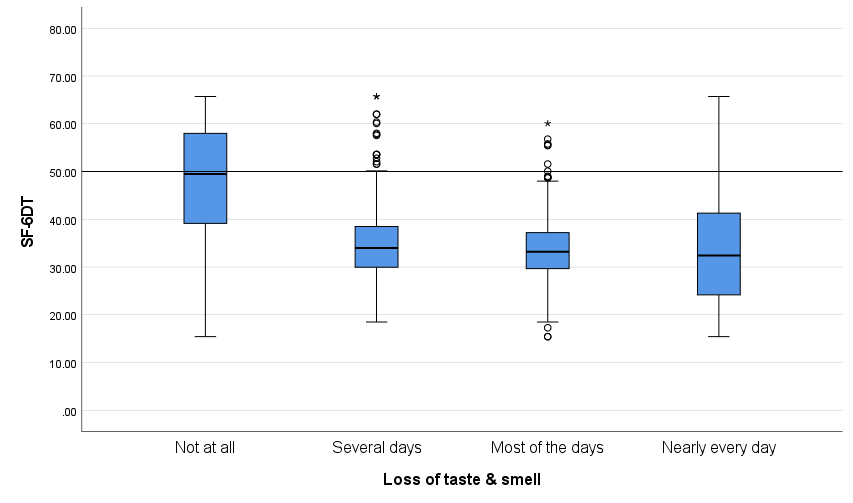 80.00
70.00
60.00
50.00
40.00
30.00
20.00
10.00
.00
SF-6DT
Not at all
Several days
Most of the days
Nearly every day
Loss of taste & smell